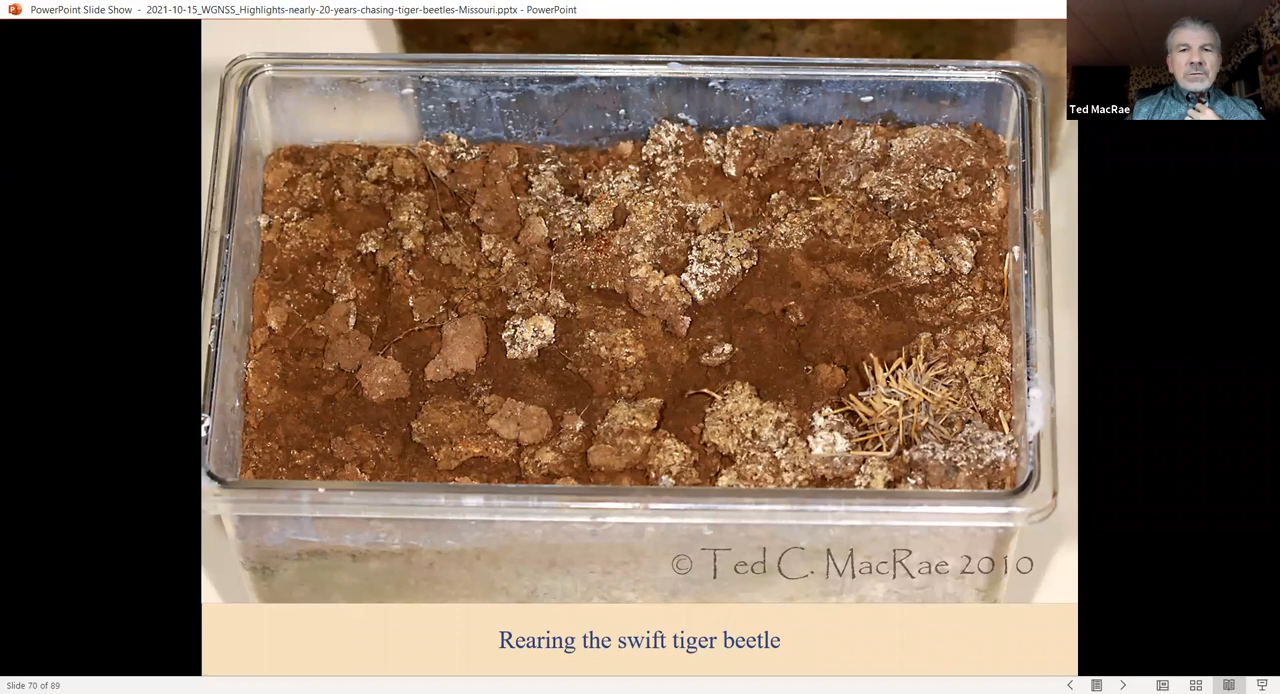 PowerPoint Slide Show - 2021-10-15_WGNSS_Highlights-nearly-20-years-chasing-tiger-beetles-Missouri.pptx - PowerPoint
Ted MacRae
© Ted C. MacRae 2010
Rearing the swift tiger beetle
Slide 70 of 89